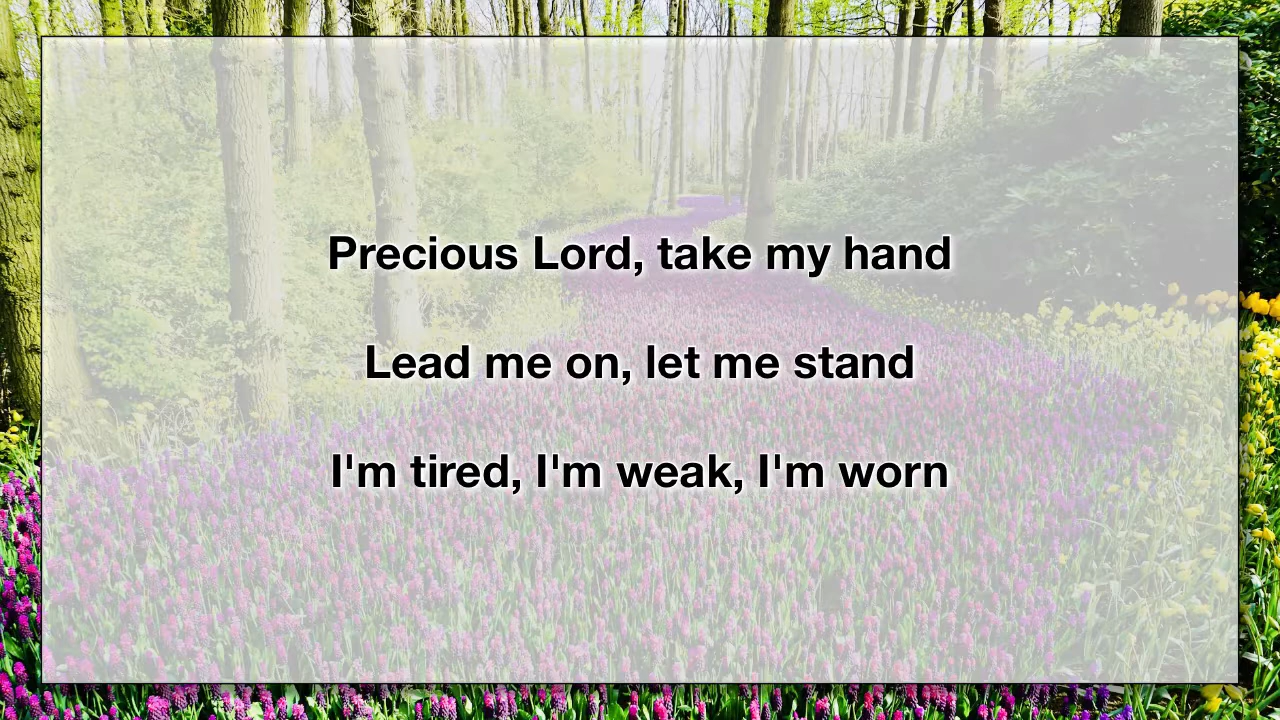 Precious Lord, take my hand
Lead me on, let me stand
I'm tired, I'm weak, I'm worn